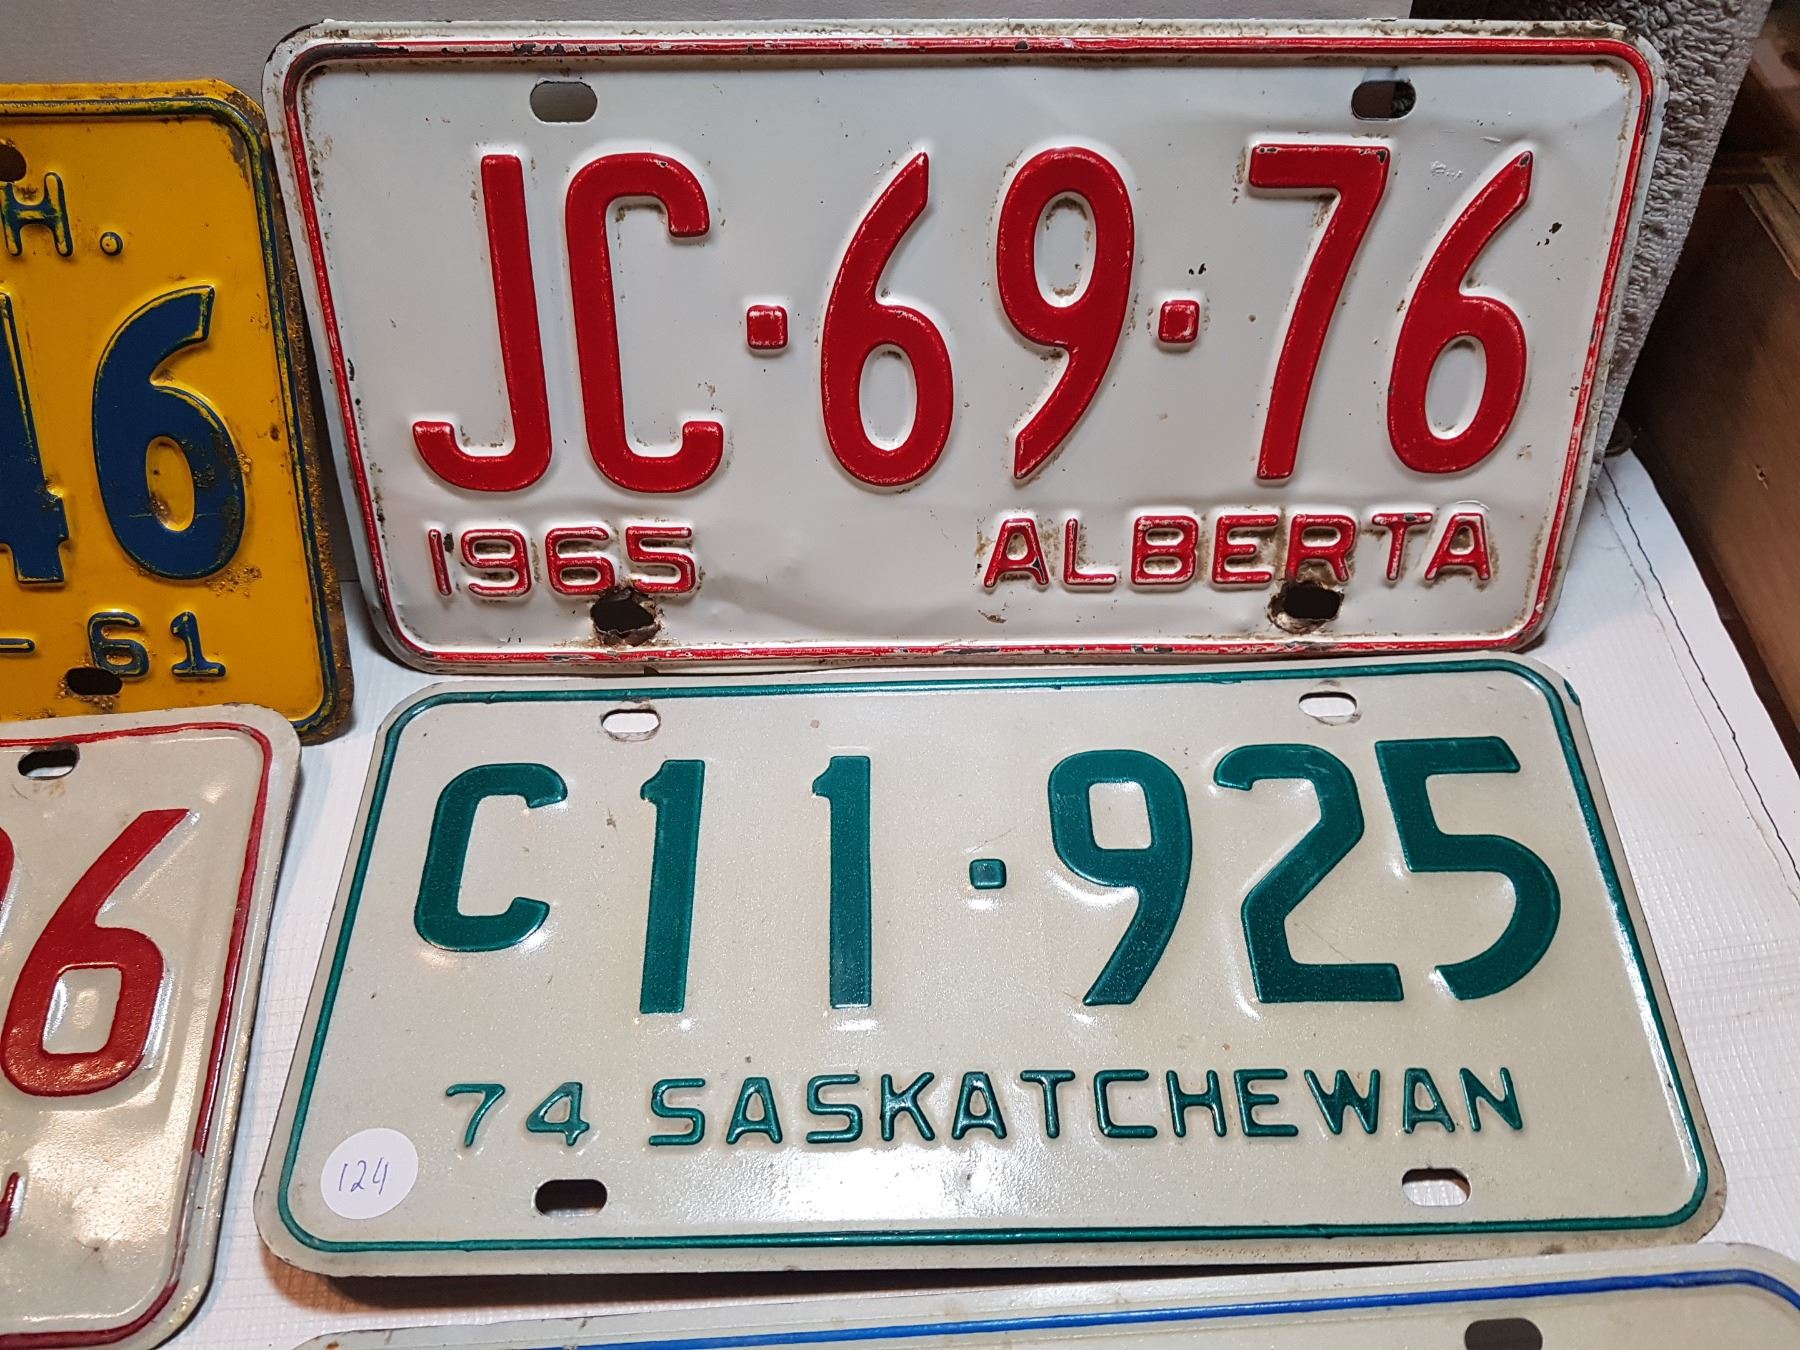 JC·69·76
1965 ALBERTA
H.
46
- 61
6
C11·925
74 SASKATCHEWAN
124